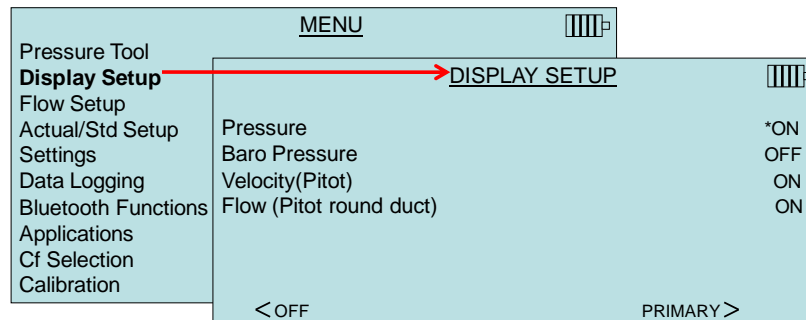 MENU
Pressure Tool
Display Setup
Flow Setup
Actual/Std Setup
Settings
Data Logging
Bluetooth Functions
Applications
Cf Selection
Calibration
DISPLAY SETUP
Pressure *ON
Baro Pressure OFF
Velocity(Pitot) ON
Flow (Pitot round duct) ON
<OFF PRIMARY>